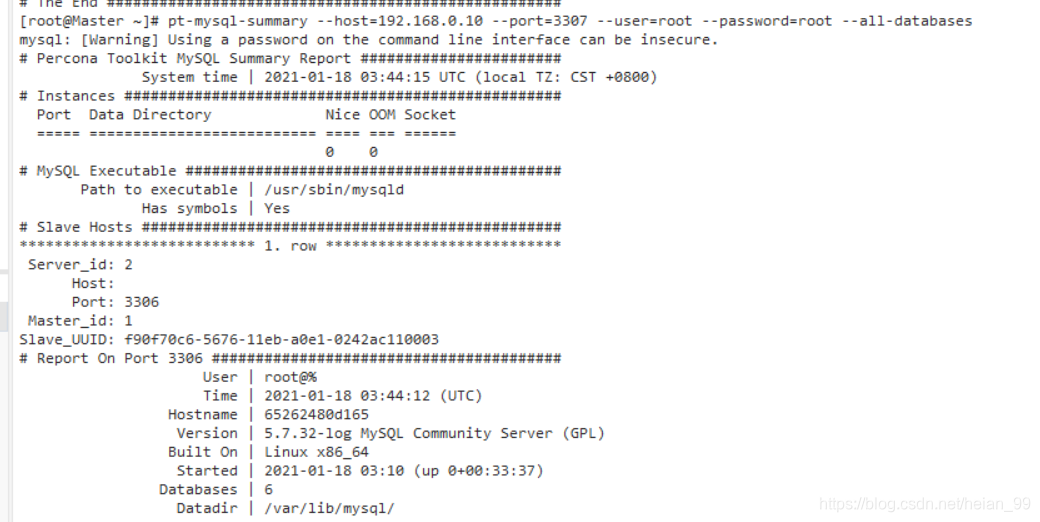 # The End ####################################################
[root@Master ~]# pt-mysql-summary --host=192.168.0.10 --port=3307 --user=root --password=root --all-databases
mysql: [Warning] Using a password on the command line interface can be insecure.
# Percona Toolkit MySQL Summary Report #######################
System time | 2021-01-18 03:44:15 UTC (local TZ: CST +0800)
# Instances ##################################################
Port  Data Directory             Nice OOM Socket
===== ========================== ==== === ======
0    0
# MySQL Executable ###########################################
Path to executable | /usr/sbin/mysqld
Has symbols | Yes
# Slave Hosts ################################################
*************************** 1. row ***************************
Server_id: 2
Host:
Port: 3306
Master_id: 1
Slave_UUID: f90f70c6-5676-11eb-a0e1-0242ac110003
# Report On Port 3306 ########################################
User | root@%
Time | 2021-01-18 03:44:12 (UTC)
Hostname | 65262480d165
Version | 5.7.32-log MySQL Community Server (GPL)
Built On | Linux x86_64
Started | 2021-01-18 03:10 (up 0+00:33:37)
Databases | 6
Datadir | /var/lib/mysql/
https://blog.csdn.net/heian_99